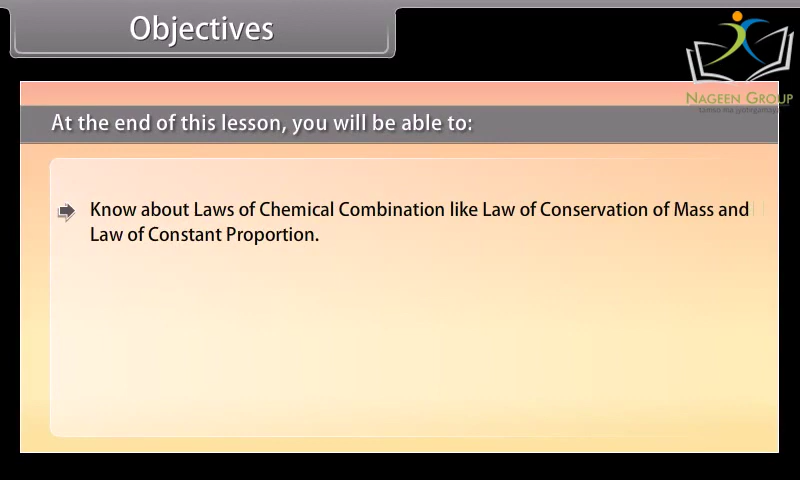 Objectives
NAGEEN GROUP
At the end of this lesson, you will be able to:
Know about Laws of Chemical Combination like Law of Conservation of Mass and
Law of Constant Proportion.